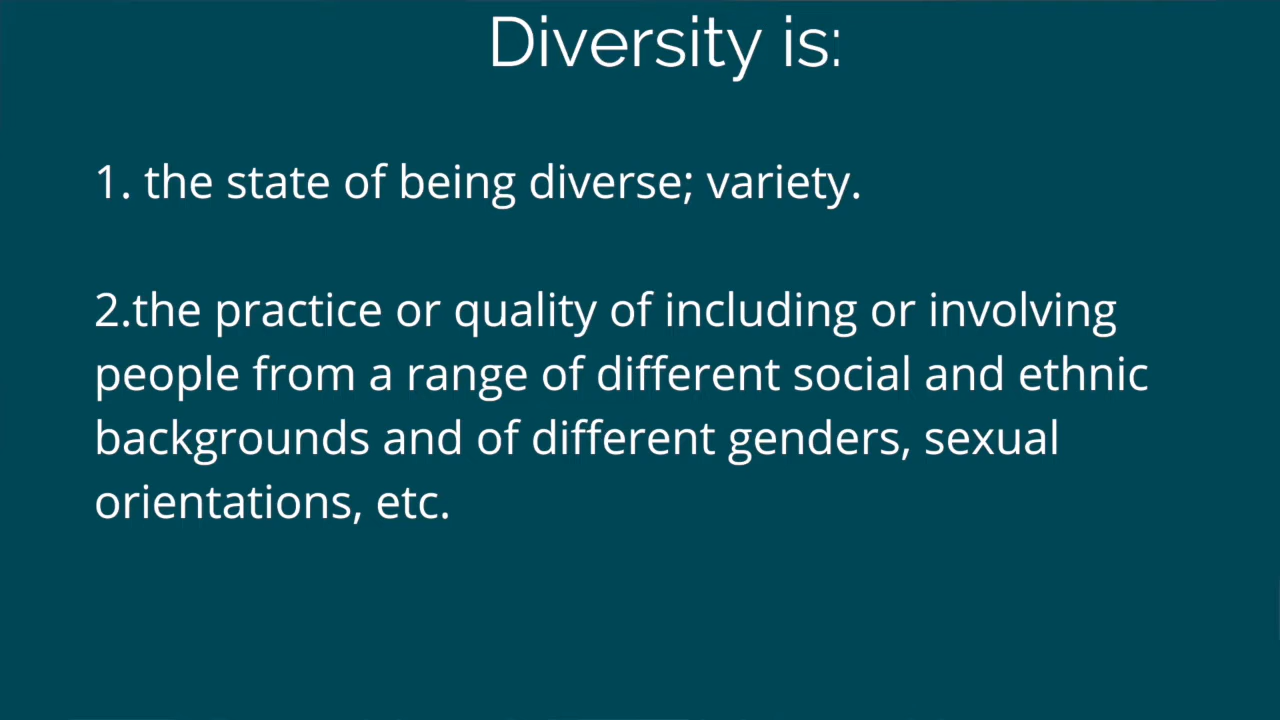 Diversity is:
1. the state of being diverse; variety.
2.the practice or quality of including or involving
people from a range of different social and ethnic
backgrounds and of different genders, sexual
orientations, etc.